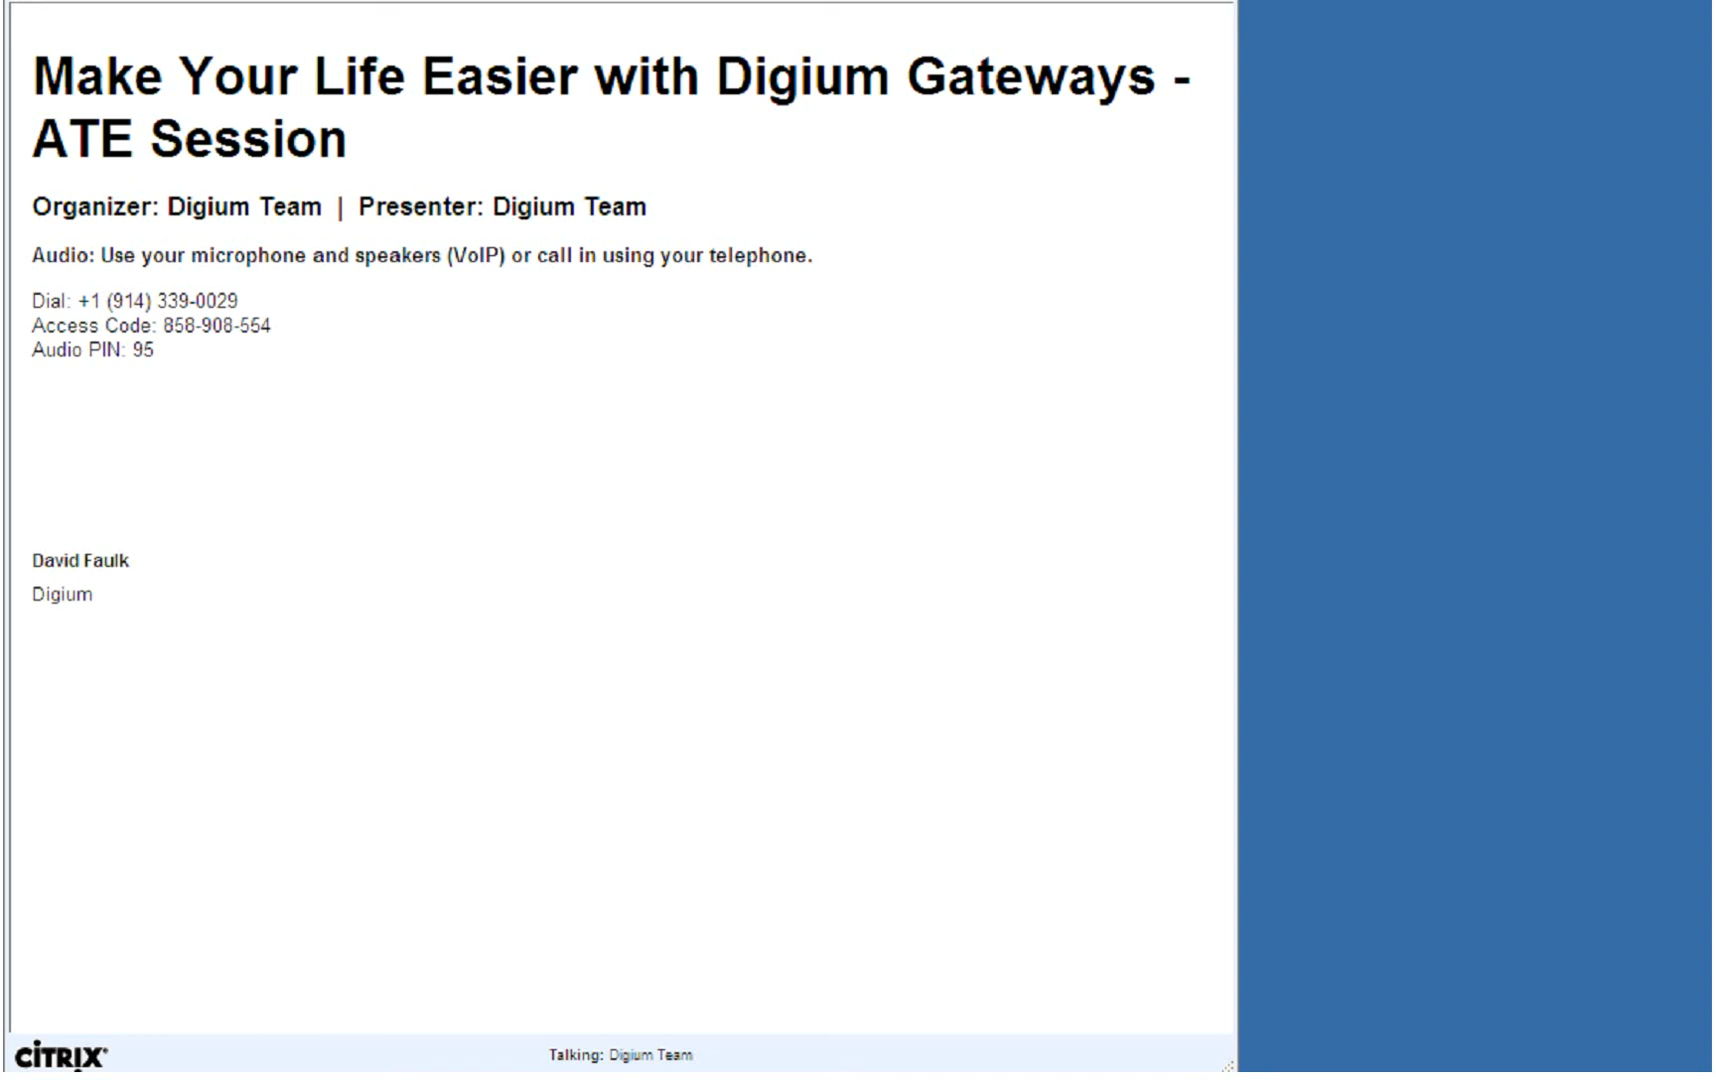 Make Your Life Easier with Digium Gateways -
ATE Session
Organizer: Digium Team | Presenter: Digium Team
Audio: Use your microphone and speakers (VoIP) or call in using your telephone.
Dial: +1 (914) 339-0029
Access Code: 858-908-554
Audio PIN: 95
David Faulk
Digium
CİTRIX®
Talking: Digium Team